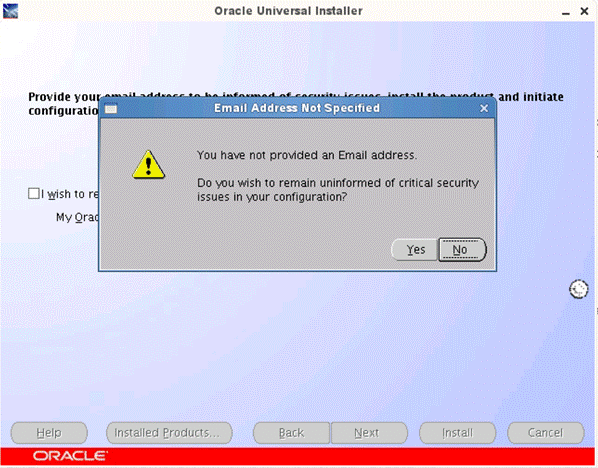 Oracle Universal Installer
Provide your email address to be informed of security issues, install the product and initiate
configuratio
Email Address Not Specified
You have not provided an Email address.
Do you wish to remain uninformed of critical security
issues in your configuration?
I wish to re
My Orac
Yes No
Help Installed Products... Back Next Install Cancel
ORACLE